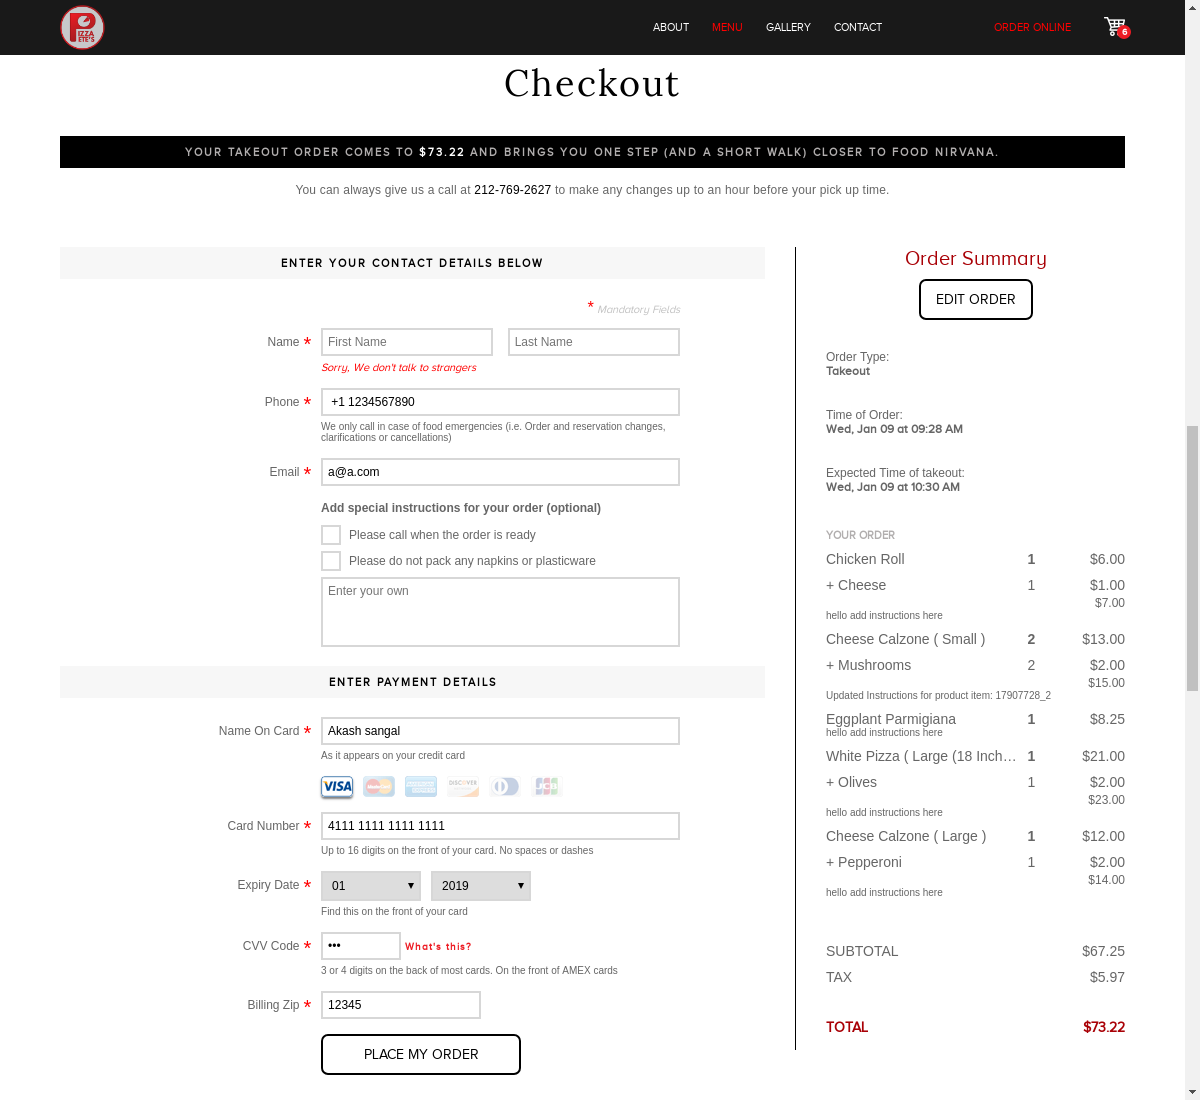 PIZZA
ETE'S
ABOUT MENU GALLERY CONTACT ORDER ONLINE 6
Checkout
YOUR TAKEOUT ORDER COMES TO $73.22 AND BRINGS YOU ONE STEP (AND A SHORT WALK) CLOSER TO FOOD NIRVANA.
You can always give us a call at 212-769-2627 to make any changes up to an hour before your pick up time.
ENTER YOUR CONTACT DETAILS BELOW
* Mandatory Fields
Name * First Name Last Name
Sorry, We don't talk to strangers
Phone * +1 1234567890
We only call in case of food emergencies (i.e. Order and reservation changes,
clarifications or cancellations)
Email * a@a.com
Add special instructions for your order (optional)
Please call when the order is ready
Please do not pack any napkins or plasticware
Enter your own
ENTER PAYMENT DETAILS
Name On Card * Akash sangal
As it appears on your credit card
VISA MasterCard DISCOVER JCB
Card Number * 4111 1111 1111 1111
Up to 16 digits on the front of your card. No spaces or dashes
Expiry Date * 01 2019
Find this on the front of your card
CVV Code * ••• What's this?
3 or 4 digits on the back of most cards. On the front of AMEX cards
Billing Zip * 12345
PLACE MY ORDER
Order Summary
EDIT ORDER
Order Type:
Takeout
Time of Order:
Wed, Jan 09 at 09:28 AM
Expected Time of takeout:
Wed, Jan 09 at 10:30 AM
YOUR ORDER
Chicken Roll 1 $6.00
+ Cheese 1 $1.00
$7.00
hello add instructions here
Cheese Calzone ( Small ) 2 $13.00
+ Mushrooms 2 $2.00
$15.00
Updated Instructions for product item: 17907728_2
Eggplant Parmigiana 1 $8.25
hello add instructions here
White Pizza ( Large (18 Inch… 1 $21.00
+ Olives 1 $2.00
$23.00
hello add instructions here
Cheese Calzone ( Large ) 1 $12.00
+ Pepperoni 1 $2.00
$14.00
hello add instructions here
SUBTOTAL $67.25
TAX $5.97
TOTAL $73.22